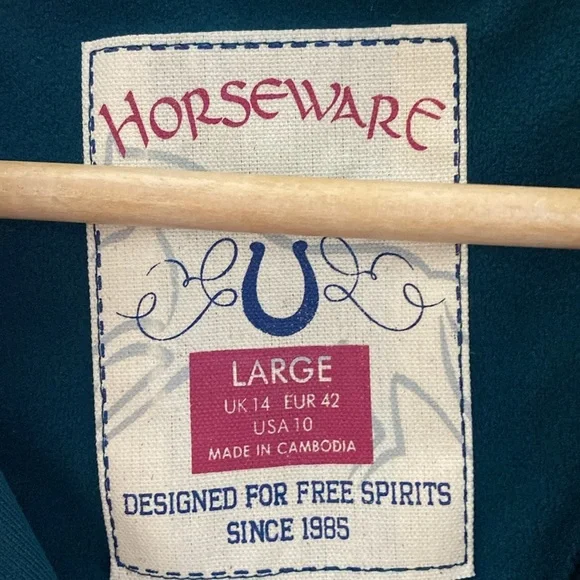 HORSEWARE
LARGE
UK 14 EUR 42
USA 10
MADE IN CAMBODIA
DESIGNED FOR FREE SPIRITS
SINCE 1985